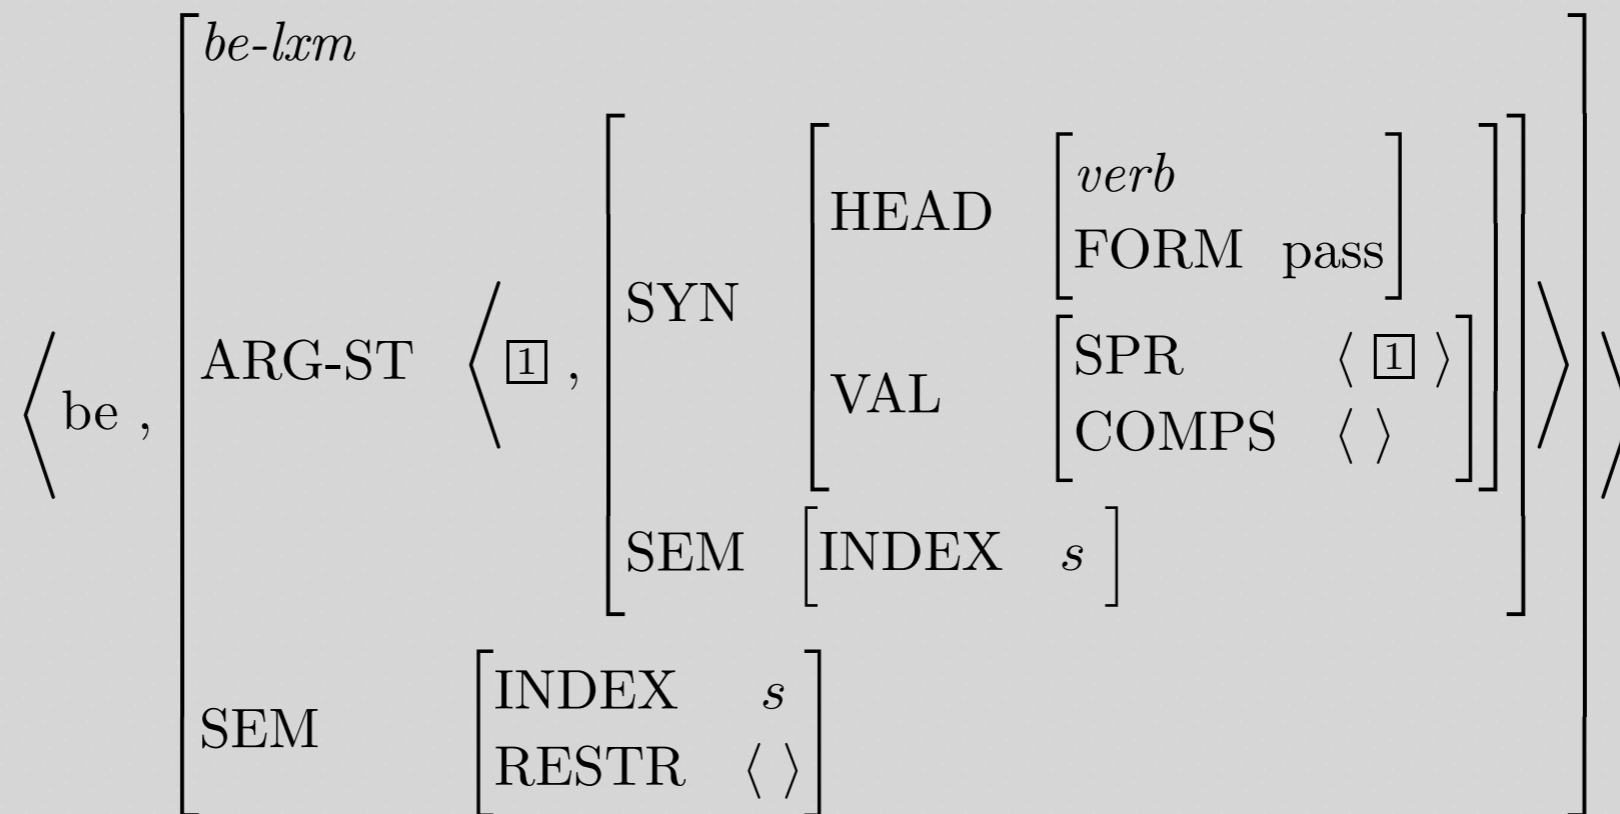 be-lxm
verb
HEAD
FORM pass
SYN
ARG-ST ⟨ 1 ,
SPR ⟨ 1 ⟩
VAL
⟨ be ,
COMPS ⟨ ⟩
SEM [ INDEX s ]
INDEX s
SEM
RESTR ⟨ ⟩